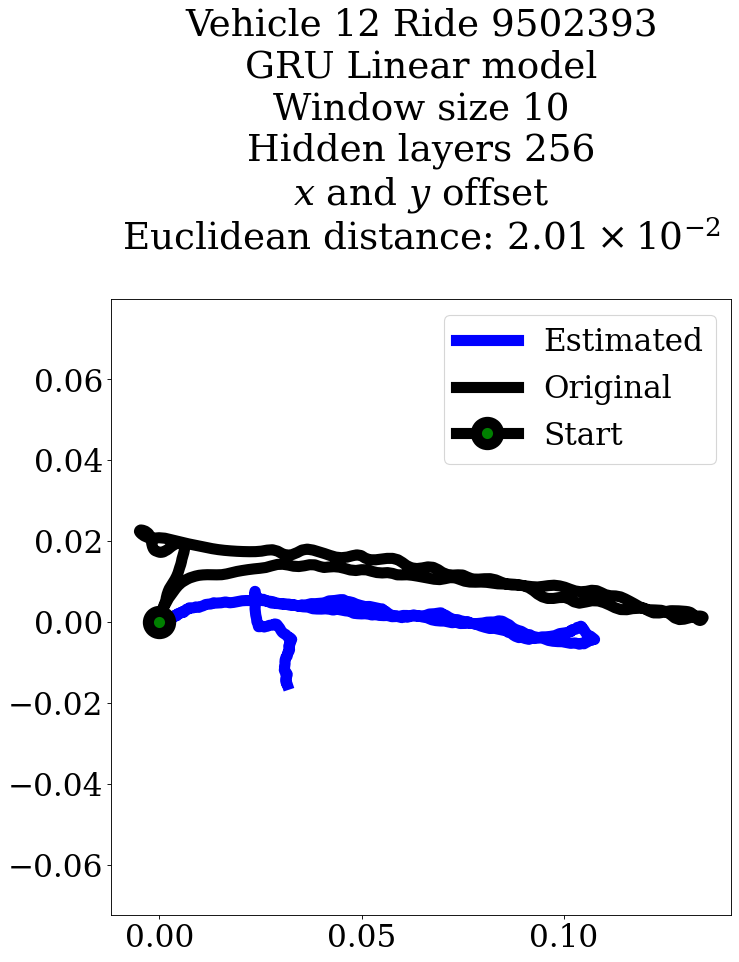 Vehicle 12 Ride 9502393
GRU Linear model
Window size 10
Hidden layers 256
x and y offset
Euclidean distance: 2.01 × 10⁻²
Estimated
Original
Start
0.06
0.04
0.02
0.00
−0.02
−0.04
−0.06
0.00 0.05 0.10